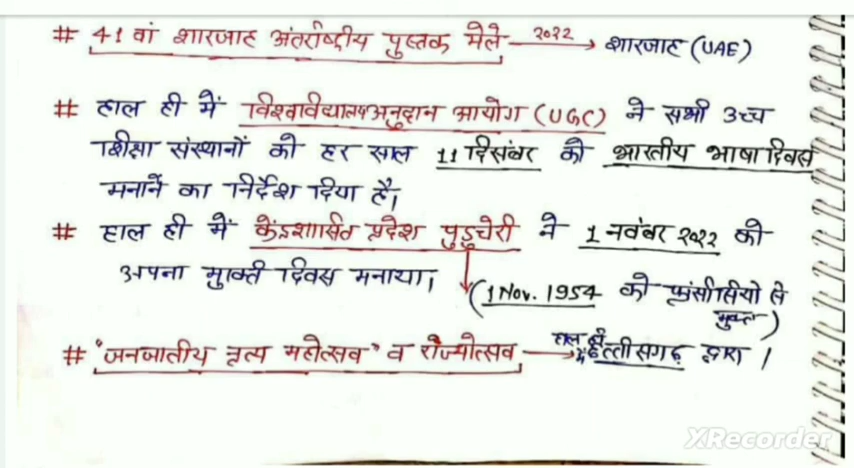 # 41 वां शारजाह अंतर्राष्ट्रीय पुस्तक मेले 2022 → शारजाह (UAE)
# हाल ही में विश्वविद्यालय अनुदान आयोग (UGC) ने सभी उच्च
शिक्षा संस्थानों को हर साल 11 दिसंबर को भारतीय भाषा दिवस
मनाने का निर्देश दिया है।
# हाल ही में केंद्रशासित प्रदेश पुडुचेरी ने 1 नवंबर 2022 को
अपना मुक्ति दिवस मनाया।
(1 Nov. 1954 को फ्रांसीसियो से
मुक्त)
# "जनजातीय नृत्य महोत्सव" व राज्योत्सव → हाल ही में छत्तीसगढ़ द्वारा।
XRecorder